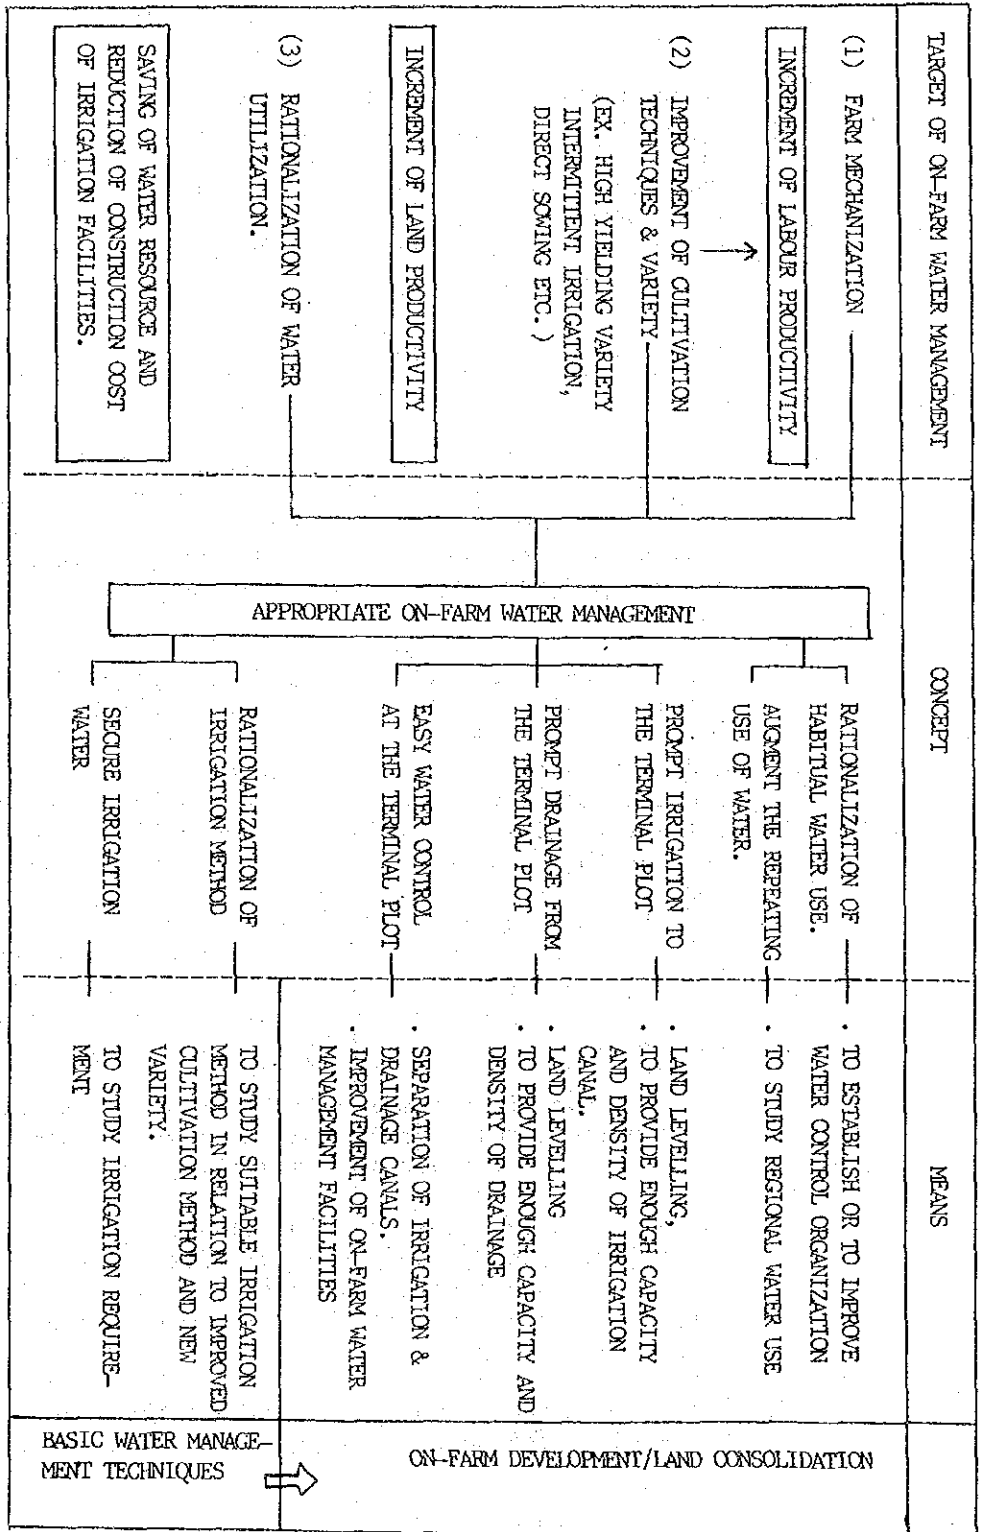 TARGET OF ON-FARM WATER MANAGEMENT
CONCEPT
MEANS
(1) FARM MECHANIZATION
INCREMENT OF LABOUR PRODUCTIVITY
(2) IMPROVEMENT OF CULTIVATION
TECHNIQUES & VARIETY
(EX. HIGH YIELDING VARIETY
INTERMITTENT IRRIGATION,
DIRECT SOWING ETC.)
INCREMENT OF LAND PRODUCTIVITY
(3) RATIONALIZATION OF WATER
UTILIZATION.
SAVING OF WATER RESOURCE AND
REDUCTION OF CONSTRUCTION COST
OF IRRIGATION FACILITIES.
APPROPRIATE ON-FARM WATER MANAGEMENT
RATIONALIZATION OF
HABITUAL WATER USE.
AUGMENT THE REPEATING
USE OF WATER.
PROMPT IRRIGATION TO
THE TERMINAL PLOT
PROMPT DRAINAGE FROM
THE TERMINAL PLOT
EASY WATER CONTROL
AT THE TERMINAL PLOT
RATIONALIZATION OF
IRRIGATION METHOD
SECURE IRRIGATION
WATER
· TO ESTABLISH OR TO IMPROVE
WATER CONTROL ORGANIZATION
· TO STUDY REGIONAL WATER USE
· LAND LEVELLING,
· TO PROVIDE ENOUGH CAPACITY
AND DENSITY OF IRRIGATION
CANAL.
· LAND LEVELLING
· TO PROVIDE ENOUGH CAPACITY AND
DENSITY OF DRAINAGE
· SEPARATION OF IRRIGATION &
DRAINAGE CANALS.
· IMPROVEMENT OF ON-FARM WATER
MANAGEMENT FACILITIES
TO STUDY SUITABLE IRRIGATION
METHOD IN RELATION TO IMPROVED
CULTIVATION METHOD AND NEW
VARIETY.
TO STUDY IRRIGATION REQUIRE-
MENT
ON-FARM DEVELOPMENT/LAND CONSOLIDATION
BASIC WATER MANAGE-
MENT TECHNIQUES